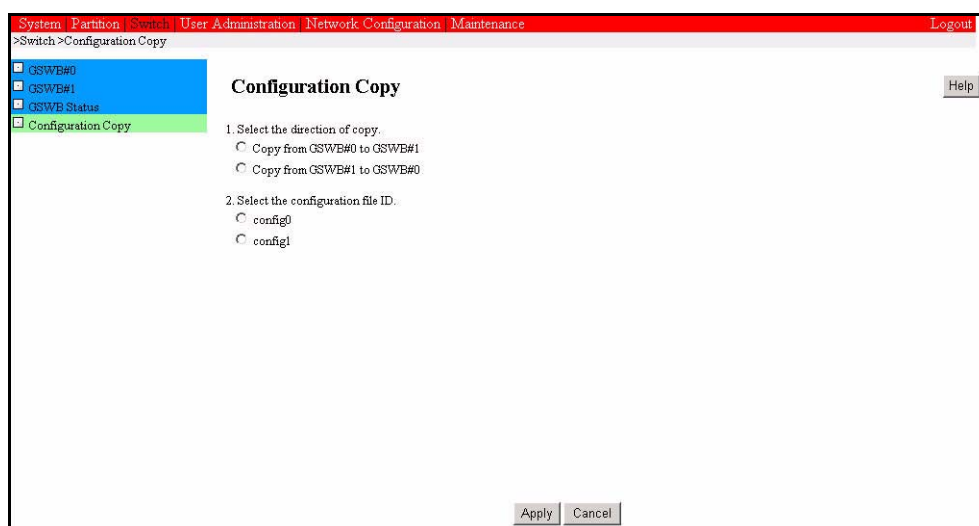 System | Partition | Switch | User Administration | Network Configuration | Maintenance Logout
>Switch >Configuration Copy
GSWB#0
GSWB#1
GSWB Status
Configuration Copy
Configuration Copy
Help
1. Select the direction of copy.
Copy from GSWB#0 to GSWB#1
Copy from GSWB#1 to GSWB#0
2. Select the configuration file ID.
config0
config1
Apply Cancel